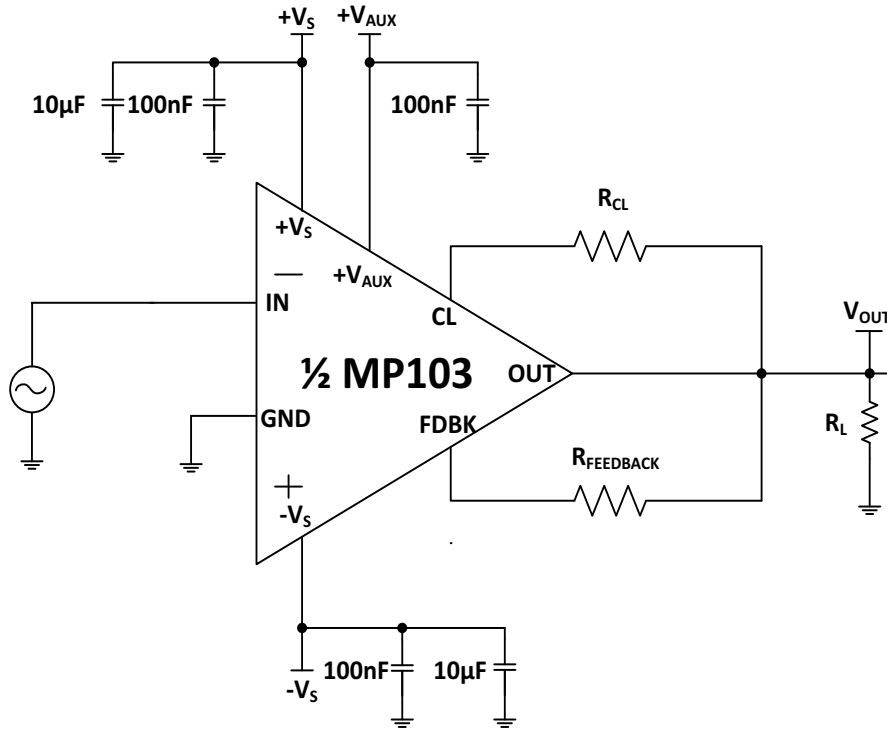 +VS
+VAUX
10µF
100nF
100nF
+VS
+VAUX
RCL
IN
CL
VOUT
½ MP103
OUT
GND
FDBK
RL
RFEEDBACK
-VS
100nF
10µF
-VS